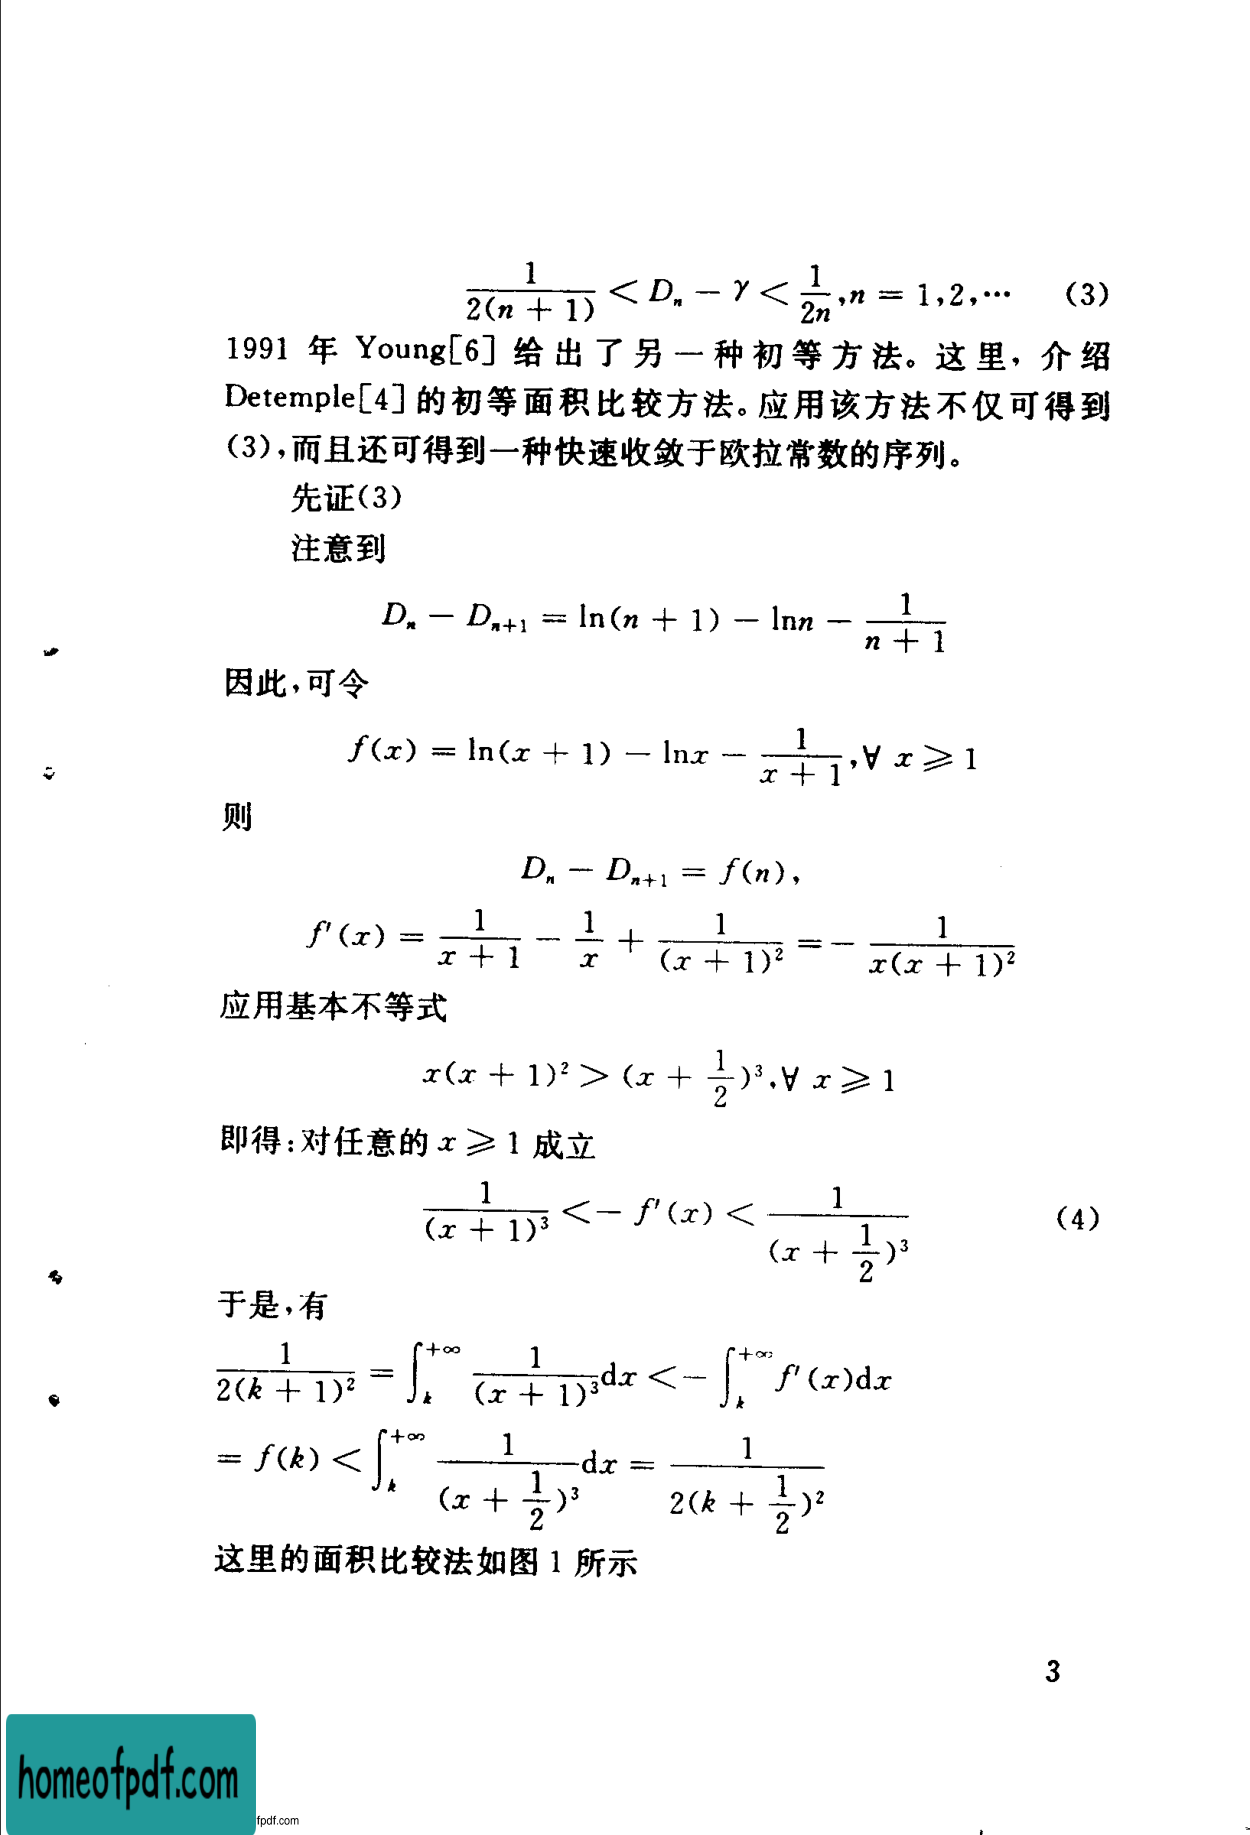 $$\frac{1}{2(n+1)} < D_n - \gamma < \frac{1}{2n}, n = 1,2,\cdots \quad (3)$$
1991 年 Young[6] 给出了另一种初等方法。这里，介绍
Detemple[4]的初等面积比较方法。应用该方法不仅可得到
(3)，而且还可得到一种快速收敛于欧拉常数的序列。
先证(3)
注意到
$$D_n - D_{n+1} = \ln(n+1) - \ln n - \frac{1}{n+1}$$
因此，可令
$$f(x) = \ln(x+1) - \ln x - \frac{1}{x+1}, \forall x \geqslant 1$$
则
$$D_n - D_{n+1} = f(n),$$
$$f'(x) = \frac{1}{x+1} - \frac{1}{x} + \frac{1}{(x+1)^2} = -\frac{1}{x(x+1)^2}$$
应用基本不等式
$$x(x+1)^2 > (x+\frac{1}{2})^3, \forall x \geqslant 1$$
即得：对任意的 x ⩾ 1 成立
$$\frac{1}{(x+1)^3} < -f'(x) < \frac{1}{(x+\frac{1}{2})^3} \quad (4)$$
于是，有
$$\frac{1}{2(k+1)^2} = \int_k^{+\infty} \frac{1}{(x+1)^3}dx < -\int_k^{+\infty} f'(x)dx$$
$$= f(k) < \int_k^{+\infty} \frac{1}{(x+\frac{1}{2})^3}dx = \frac{1}{2(k+\frac{1}{2})^2}$$
这里的面积比较法如图 1 所示
3
homeofpdf.com
fpdf.com